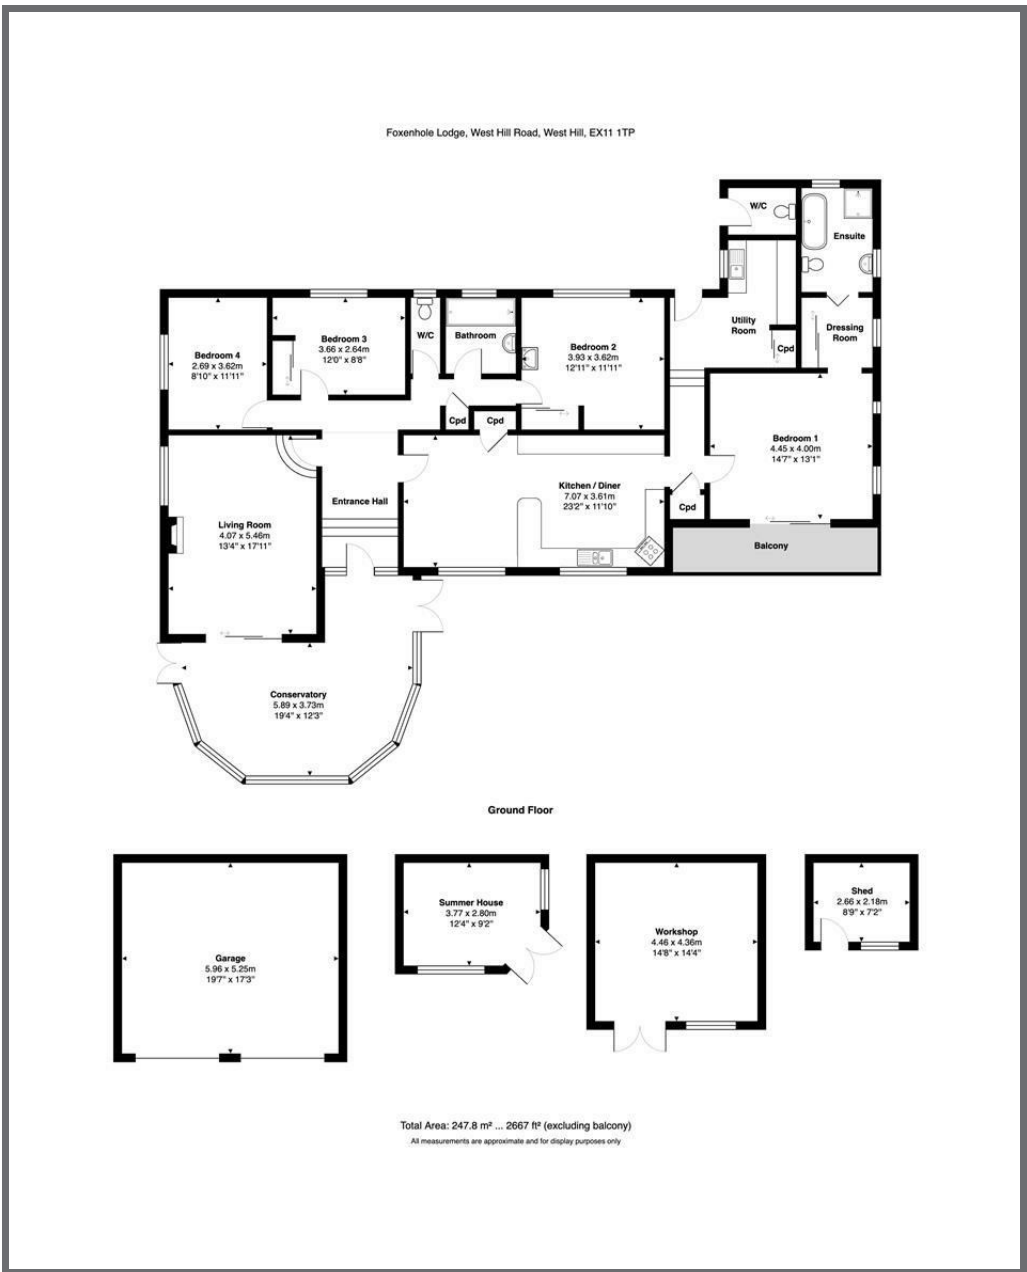 Foxenhole Lodge, West Hill Road, West Hill, EX11 1TP
W/C
Ensuite
Utility
Room
Dressing
Room
Cpd
Bedroom 4
2.69 x 3.62m
8'10" x 11'11"
Bedroom 3
3.66 x 2.64m
12'0" x 8'8"
W/C
Bathroom
Bedroom 2
3.93 x 3.62m
12'11" x 11'11"
Cpd
Cpd
Bedroom 1
4.45 x 4.00m
14'7" x 13'1"
Living Room
4.07 x 5.46m
13'4" x 17'11"
Entrance Hall
Kitchen / Diner
7.07 x 3.61m
23'2" x 11'10"
Cpd
Balcony
Conservatory
5.89 x 3.73m
19'4" x 12'3"
Ground Floor
Garage
5.96 x 5.25m
19'7" x 17'3"
Summer House
3.77 x 2.80m
12'4" x 9'2"
Workshop
4.46 x 4.36m
14'8" x 14'4"
Shed
2.66 x 2.18m
8'9" x 7'2"
Total Area: 247.8 m² ... 2667 ft² (excluding balcony)
All measurements are approximate and for display purposes only